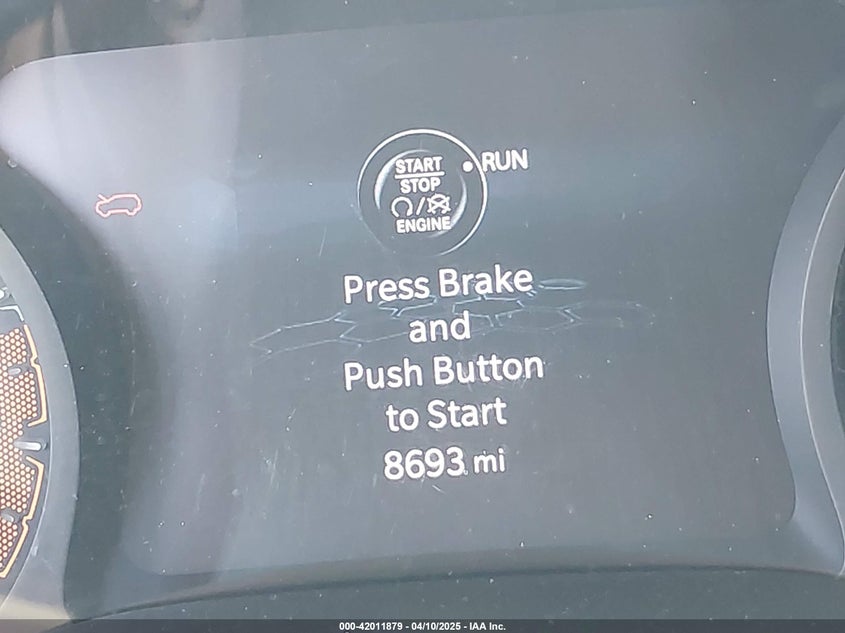 START
STOP
ENGINE
RUN
Press Brake
and
Push Button
to Start
8693 mi
000-42011879 - 04/10/2025 - IAA Inc.